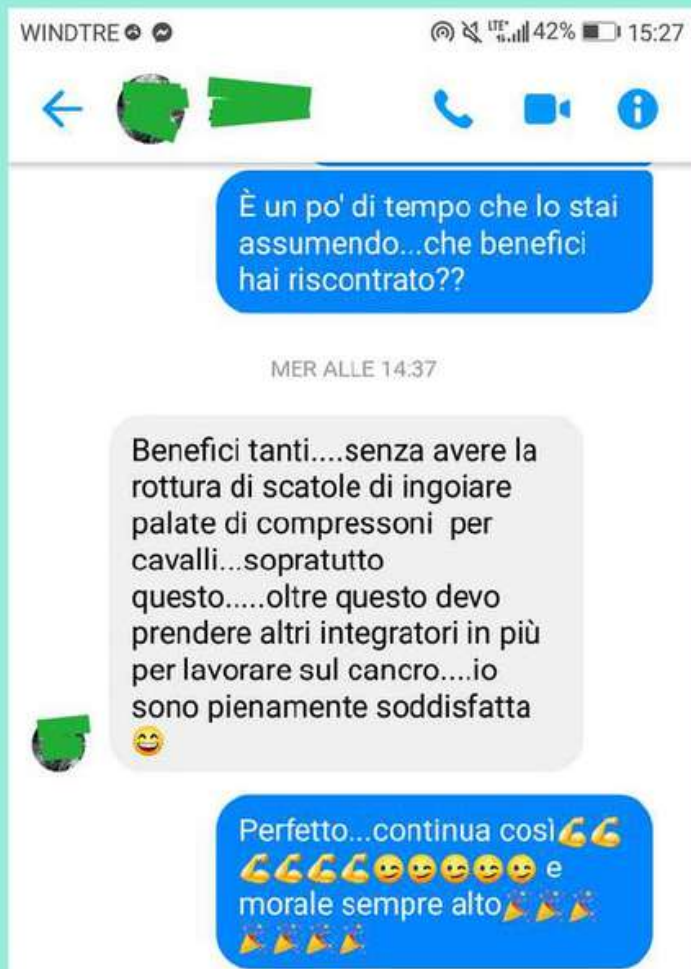 WINDTRE 42% 15:27
È un po' di tempo che lo stai
assumendo...che benefici
hai riscontrato??
MER ALLE 14:37
Benefici tanti....senza avere la
rottura di scatole di ingoiare
palate di compressoni per
cavalli...sopratutto
questo.....oltre questo devo
prendere altri integratori in più
per lavorare sul cancro....io
sono pienamente soddisfatta
😄
Perfetto...continua così💪💪
💪💪💪💪😉😉😉😉😉 e
morale sempre alto🎉🎉🎉
🎉🎉🎉🎉